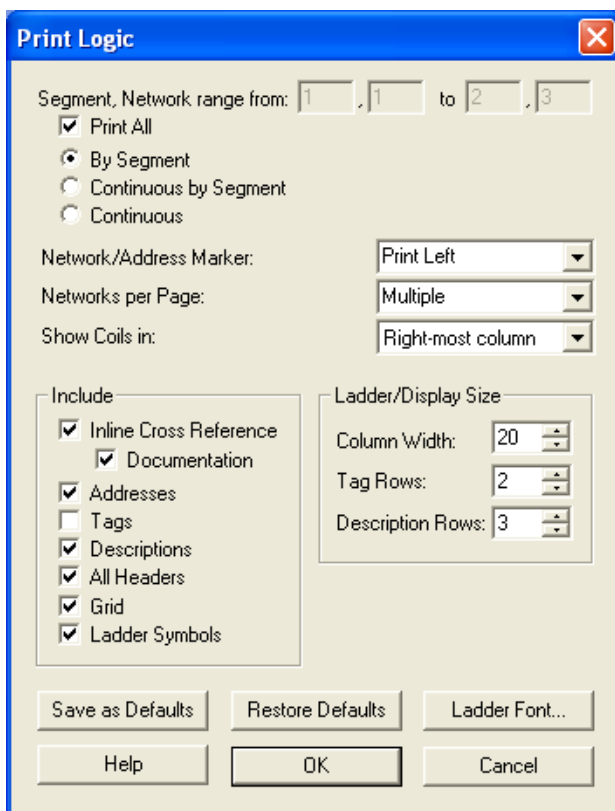 Print Logic
Segment, Network range from: 1 , 1 to 2 , 3
Print All
By Segment
Continuous by Segment
Continuous
Network/Address Marker: Print Left
Networks per Page: Multiple
Show Coils in: Right-most column
Include
Inline Cross Reference
Documentation
Addresses
Tags
Descriptions
All Headers
Grid
Ladder Symbols
Ladder/Display Size
Column Width: 20
Tag Rows: 2
Description Rows: 3
Save as Defaults Restore Defaults Ladder Font...
Help OK Cancel